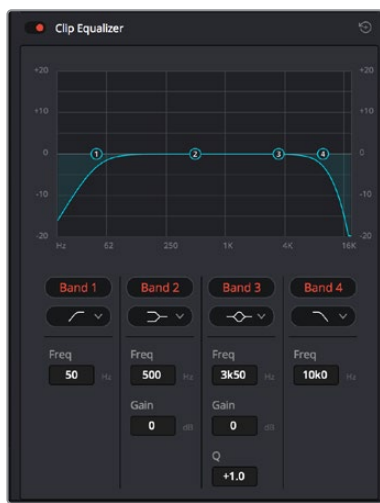 Clip Equalizer
+20 +20
+10 +10
0 1 2 3 4 0
-10 -10
-20 -20
Hz 62 250 1K 4K 16K
Band 1 Band 2 Band 3 Band 4
Freq Freq Freq Freq
50 Hz 500 Hz 3k50 Hz 10k0 Hz
Gain Gain
0 dB 0 dB
Q
+1.0